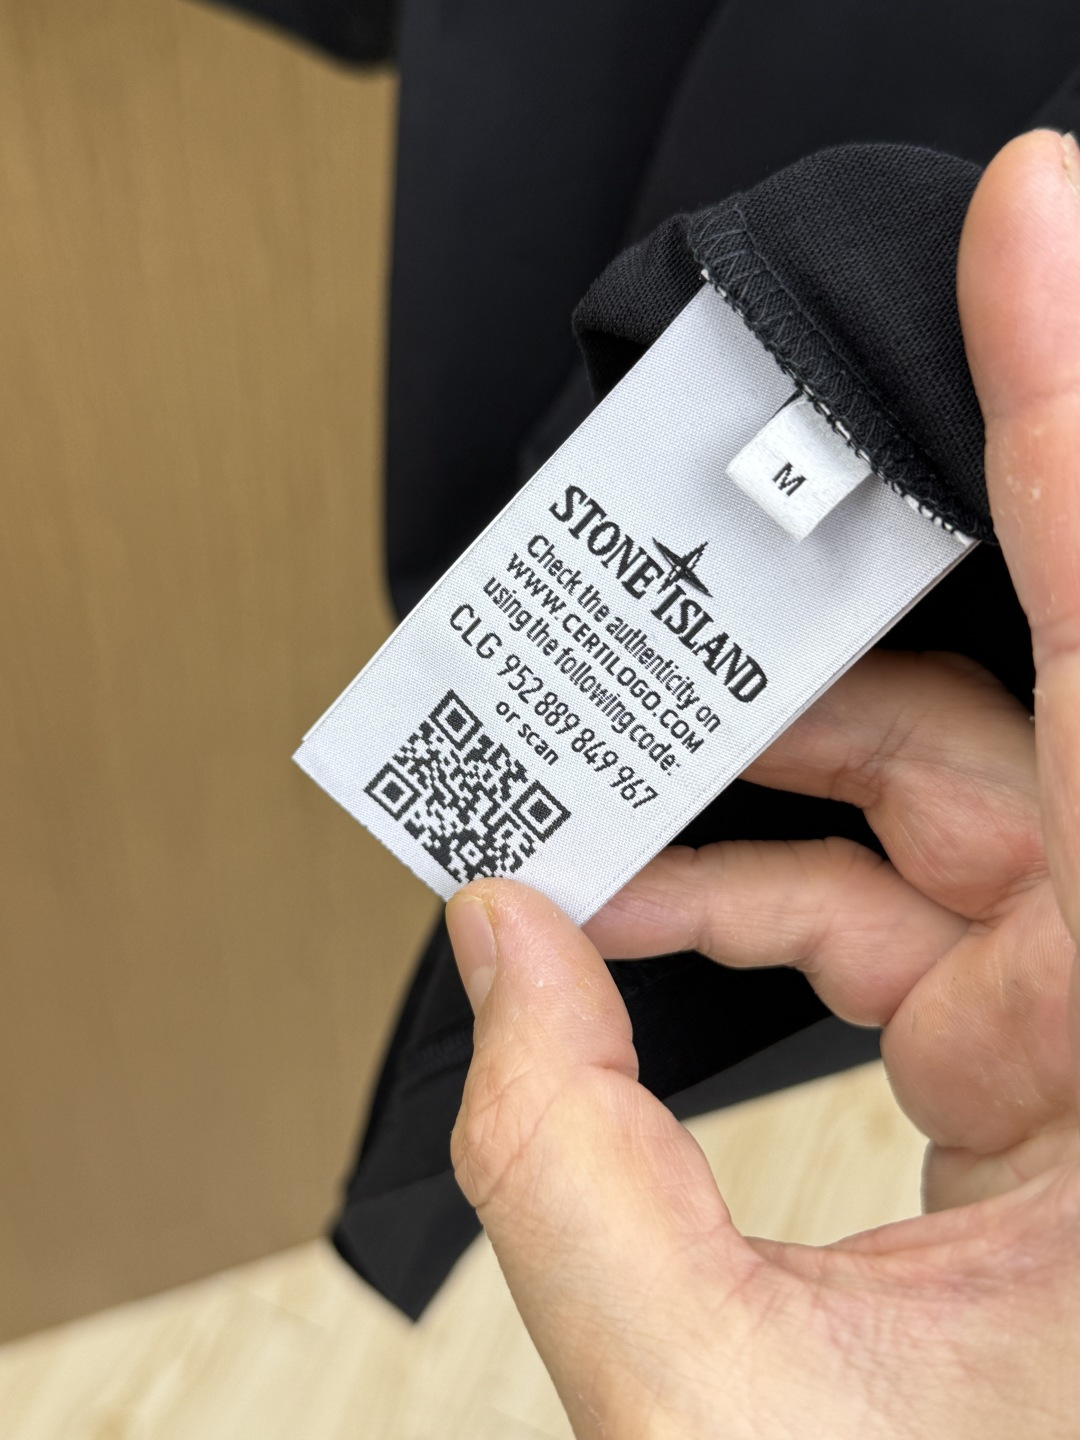 M
STONE ISLAND
Check the authenticity on
WWW.CERTILOGO.COM
using the following code:
CLG 952 889 849 967
or scan